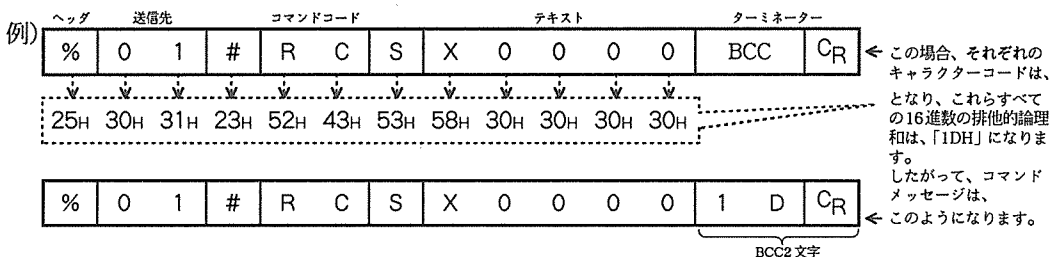 ヘッダ 送信先 コマンドコード テキスト ターミネーター
例) % 0 1 # R C S X 0 0 0 0 BCC CR
この場合、それぞれの
キャラクターコードは、
25H 30H 31H 23H 52H 43H 53H 58H 30H 30H 30H 30H
となり、これらすべて
の16進数の排他的論理
和は、「1DH」になりま
す。
したがって、コマンド
メッセージは、
% 0 1 # R C S X 0 0 0 0 1 D CR
このようになります。
BCC2文字